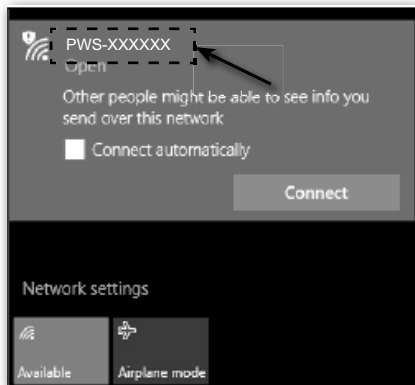 PWS-XXXXXX
Open
Other people might be able to see info you
send over this network
Connect automatically
Connect
Network settings
Available
Airplane mode